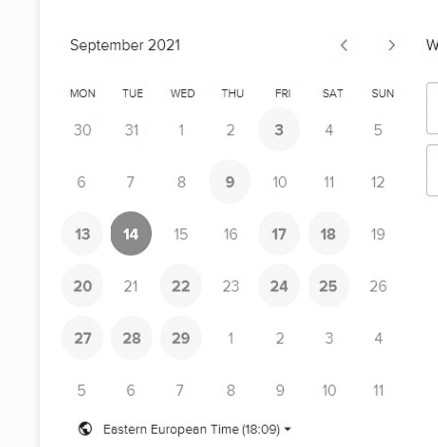 September 2021
W
MON TUE WED THU FRI SAT SUN
30 31 1 2 3 4 5
6 7 8 9 10 11 12
13 14 15 16 17 18 19
20 21 22 23 24 25 26
27 28 29 1 2 3 4
5 6 7 8 9 10 11
Eastern European Time (18:09)